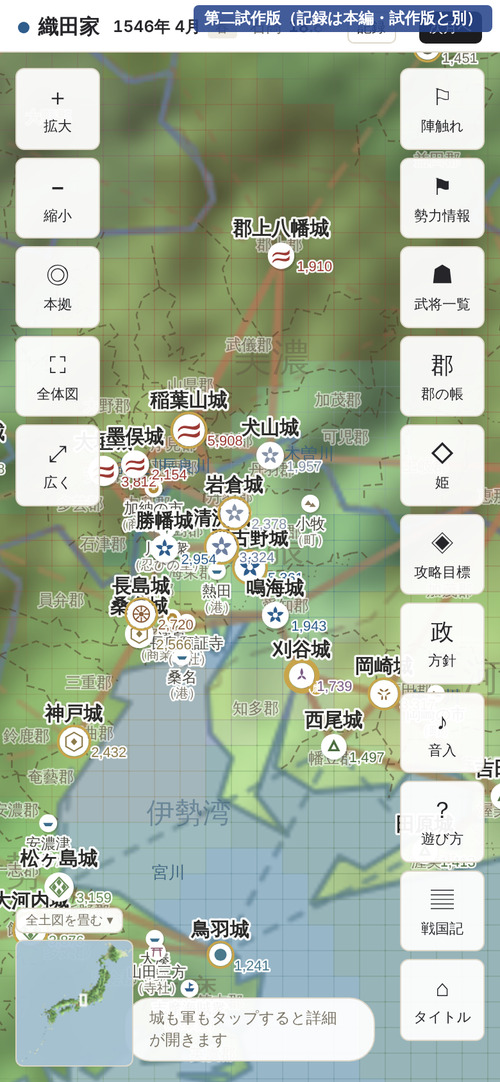 織田家 1546年 4月
第二試作版（記録は本編・試作版と別）
1,451
拡大
縮小
本拠
全体図
広く
陣触れ
勢力情報
武将一覧
郡
郡の帳
姫
攻略目標
政
方針
音入
遊び方
戦国記
タイトル
郡上八幡城
1,910
武儀郡
美濃
山県郡
加茂郡
可児郡
稲葉山城
5,908
墨俣城
2,154
3,812
犬山城
木曽川
1,957
岩倉城
2,378
小牧
（町）
勝幡城
2,954
3,324
石津郡
熱田
（港）
鳴海城
1,943
員弁郡
長島城
2,720
2,566
桑名
（港）
刈谷城
1,739
岡崎城
三重郡
知多郡
西尾城
1,497
神戸城
2,432
鈴鹿郡
奄芸郡
伊勢湾
安濃津
（港）
宮川
松ヶ島城
3,159
大河内城
鳥羽城
1,241
山田三方
（寺社）
全土図を畳む ▾
城も軍もタップすると詳細
が開きます